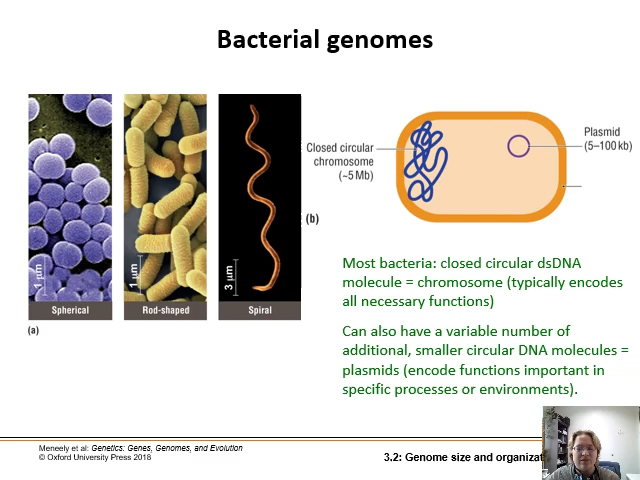 Bacterial genomes
Closed circular
chromosome
(~5 Mb)
Plasmid
(5–100 kb)
(b)
1 μm
1 μm
3 μm
Spherical
Rod-shaped
Spiral
(a)
Most bacteria: closed circular dsDNA
molecule = chromosome (typically encodes
all necessary functions)
Can also have a variable number of
additional, smaller circular DNA molecules =
plasmids (encode functions important in
specific processes or environments).
Meneely et al: Genetics: Genes, Genomes, and Evolution
© Oxford University Press 2018
3.2: Genome size and organizat